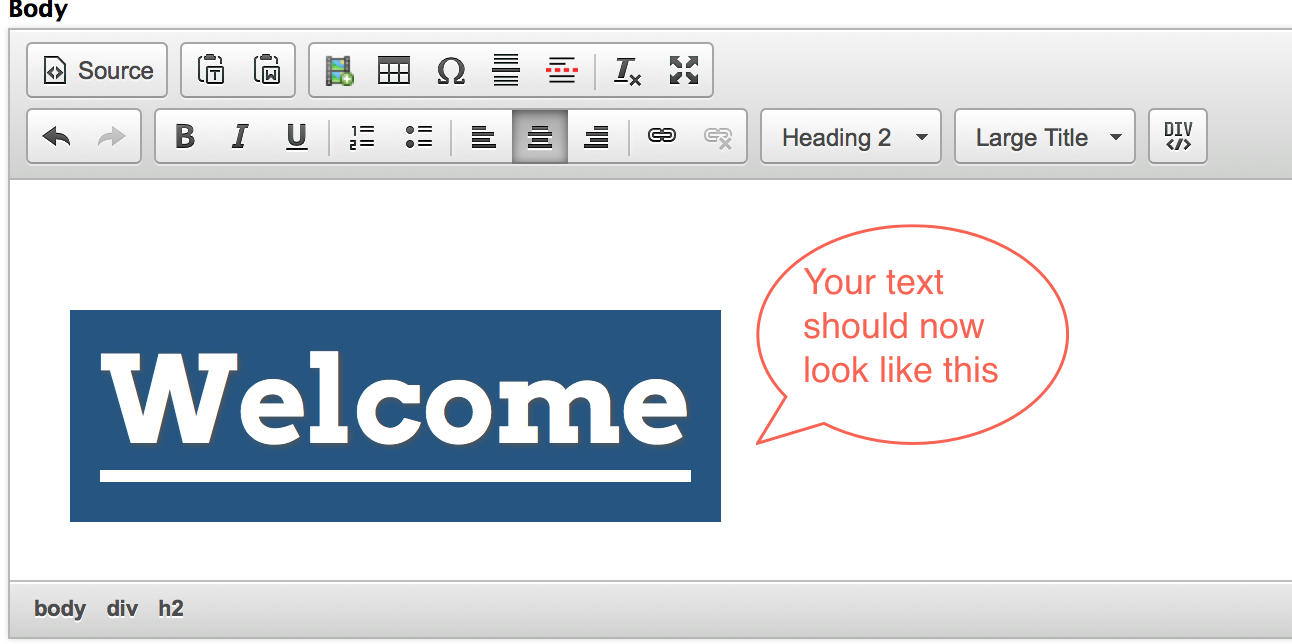 Body
Source
T W Ω
B I U
Heading 2
Large Title
DIV
Your text
should now
look like this
Welcome
body div h2